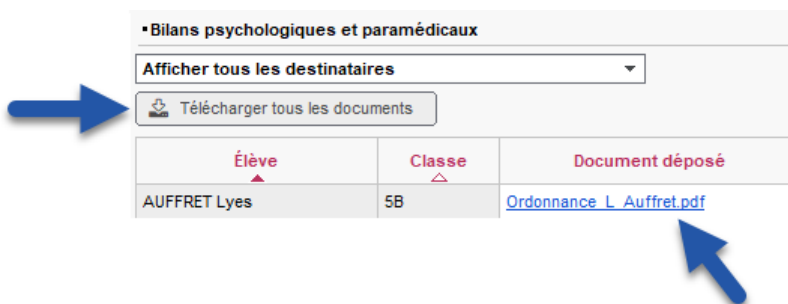 ▪Bilans psychologiques et paramédicaux
Afficher tous les destinataires
Télécharger tous les documents
Élève Classe Document déposé
AUFFRET Lyes 5B Ordonnance_L_Auffret.pdf